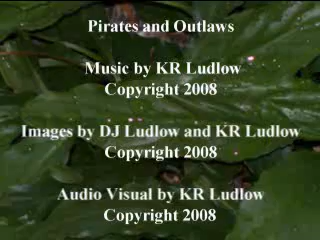 Pirates and Outlaws
Music by KR Ludlow
Copyright 2008
Images by DJ Ludlow and KR Ludlow
Copyright 2008
Audio Visual by KR Ludlow
Copyright 2008